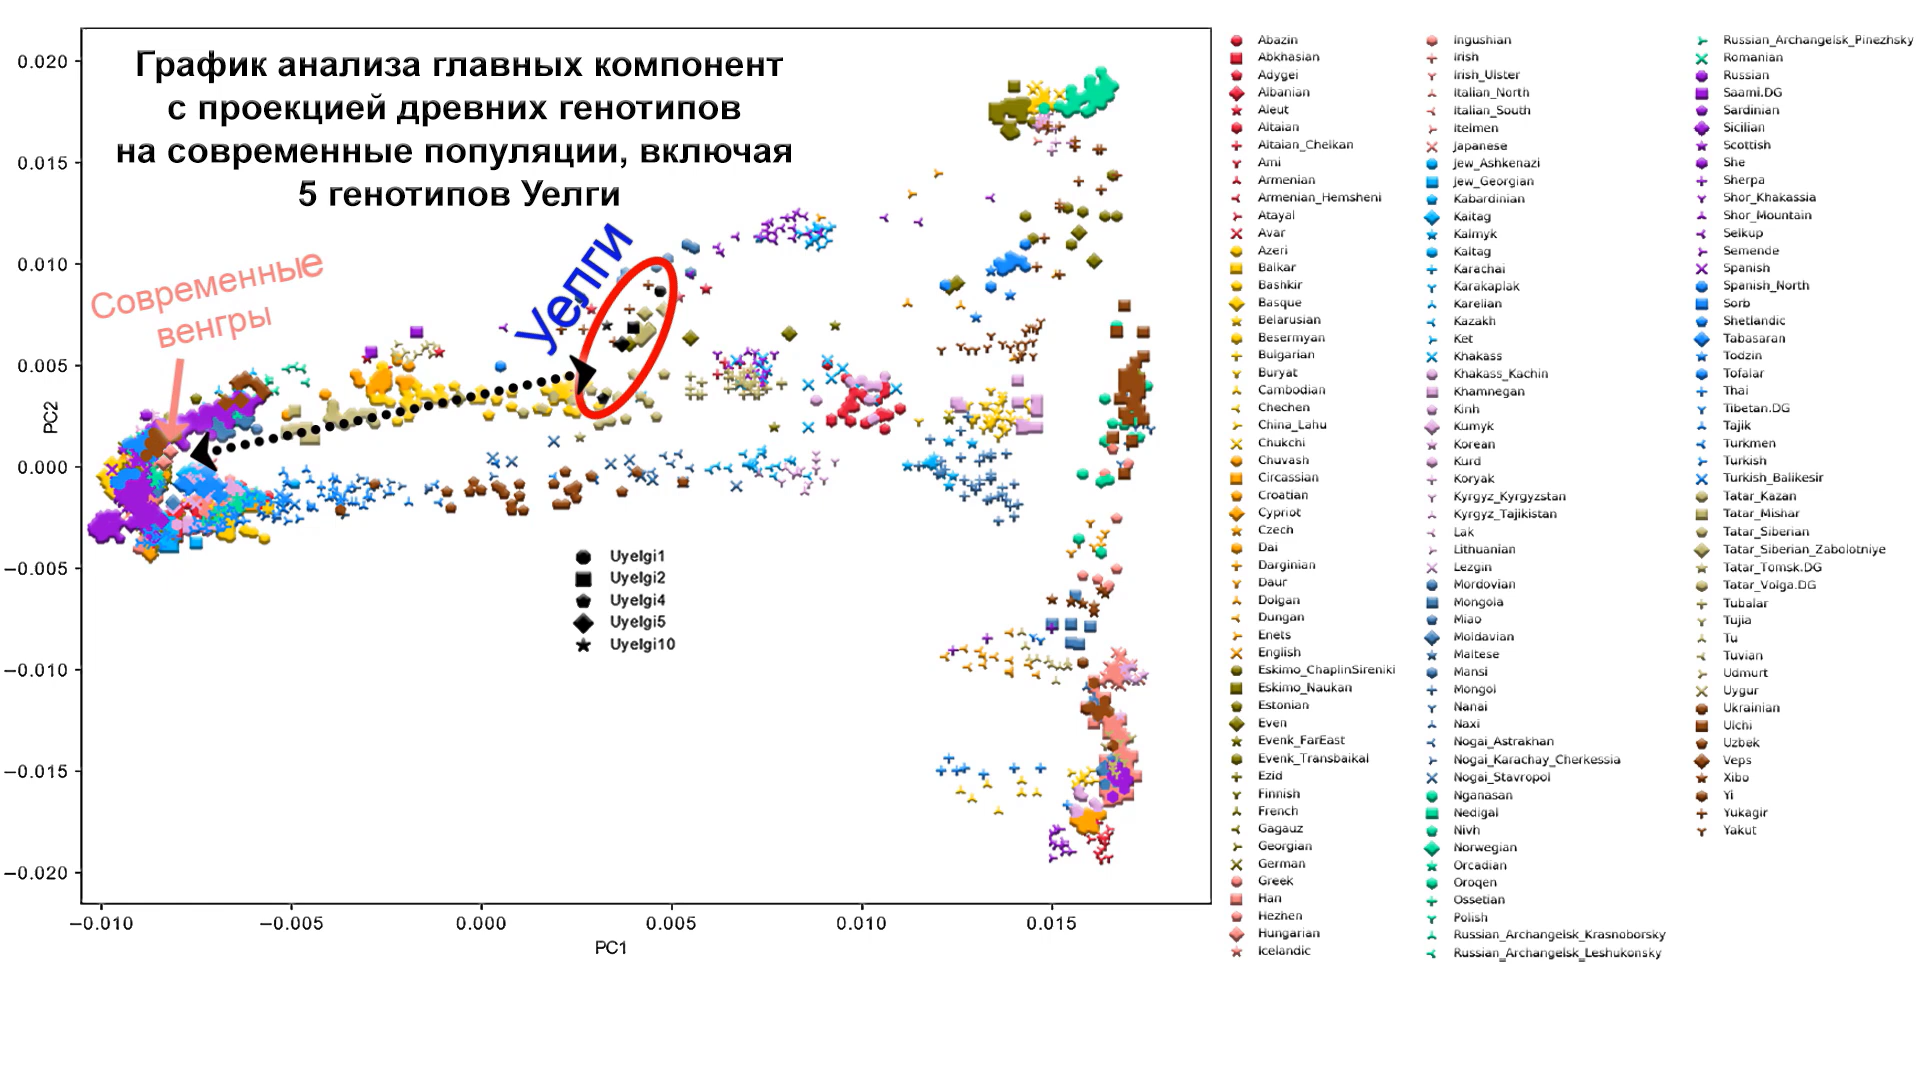 График анализа главных компонент
с проекцией древних генотипов
на современные популяции, включая
5 генотипов Уелги
Современные
венгры
Уелги
0.020
0.015
0.010
0.005
0.000
−0.005
−0.010
−0.015
−0.020
PC2
−0.010
−0.005
0.000
0.005
0.010
0.015
PC1
Uyelgi1
Uyelgi2
Uyelgi4
Uyelgi5
Uyelgi10
Abazin
Abkhasian
Adygei
Albanian
Aleut
Altaian
Altaian_Chelkan
Ami
Armenian
Armenian_Hemsheni
Atayal
Avar
Azeri
Balkar
Bashkir
Basque
Belarusian
Besermyan
Bulgarian
Buryat
Cambodian
Chechen
China_Lahu
Chukchi
Chuvash
Circassian
Croatian
Cypriot
Czech
Dai
Darginian
Daur
Dolgan
Dungan
Enets
English
Eskimo_ChaplinSireniki
Eskimo_Naukan
Estonian
Even
Evenk_FarEast
Evenk_Transbaikal
Ezid
Finnish
French
Gagauz
Georgian
German
Greek
Han
Hezhen
Hungarian
Icelandic
Ingushian
Irish
Irish_Ulster
Italian_North
Italian_South
Itelmen
Japanese
Jew_Ashkenazi
Jew_Georgian
Kabardinian
Kaitag
Kalmyk
Kaitag
Karachai
Karakaplak
Karelian
Kazakh
Ket
Khakass
Khakass_Kachin
Khamnegan
Kinh
Kumyk
Korean
Kurd
Koryak
Kyrgyz_Kyrgyzstan
Kyrgyz_Tajikistan
Lak
Lithuanian
Lezgin
Mordovian
Mongola
Miao
Moldavian
Maltese
Mansi
Mongol
Nanai
Naxi
Nogai_Astrakhan
Nogai_Karachay_Cherkessia
Nogai_Stavropol
Nganasan
Nedigal
Nivh
Norwegian
Orcadian
Oroqen
Ossetian
Polish
Russian_Archangelsk_Krasnoborsky
Russian_Archangelsk_Leshukonsky
Russian_Archangelsk_Pinezhsky
Romanian
Russian
Saami.DG
Sardinian
Sicilian
Scottish
She
Sherpa
Shor_Khakassia
Shor_Mountain
Selkup
Semende
Spanish
Spanish_North
Sorb
Shetlandic
Tabasaran
Todzin
Tofalar
Thai
Tibetan.DG
Tajik
Turkmen
Turkish
Turkish_Balikesir
Tatar_Kazan
Tatar_Mishar
Tatar_Siberian
Tatar_Siberian_Zabolotniye
Tatar_Tomsk.DG
Tatar_Volga.DG
Tubalar
Tujia
Tu
Tuvian
Udmurt
Uygur
Ukrainian
Ulchi
Uzbek
Veps
Xibo
Yi
Yukagir
Yakut